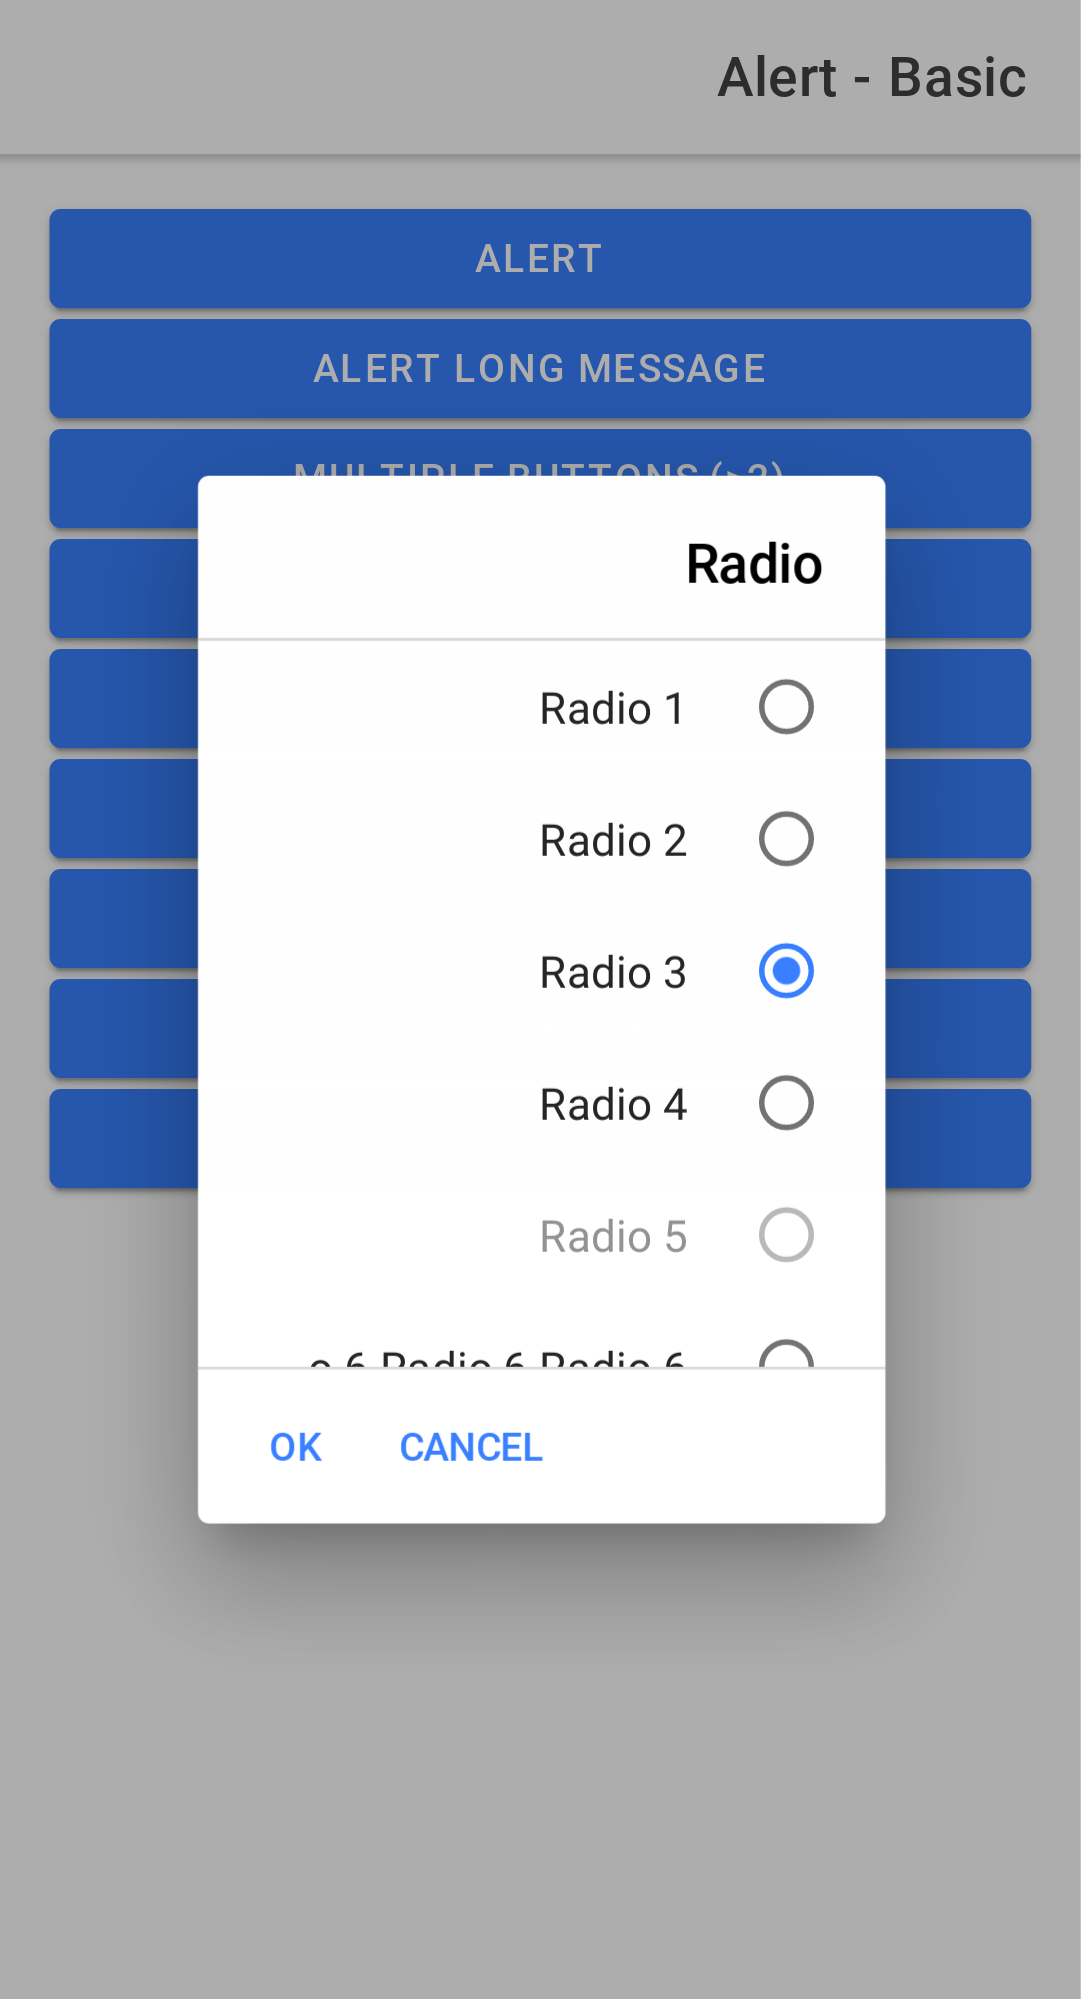 Alert - Basic
ALERT
ALERT LONG MESSAGE
MULTIPLE BUTTONS (>2)
Radio
Radio 1
Radio 2
Radio 3
Radio 4
Radio 5
6 Radio 6 Radio 6
OK CANCEL